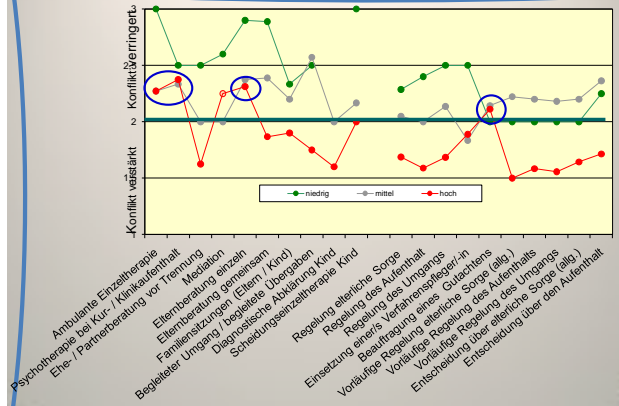 Konflikt verringert
Konflikt verstärkt
3
2,5
2
1
niedrig
mittel
hoch
Ambulante Einzeltherapie
Psychotherapie bei Kur- / Klinikaufenthalt
Ehe- / Partnerberatung vor Trennung
Mediation
Elternberatung einzeln
Elternberatung gemeinsam
Familiensitzungen (Eltern / Kind)
Begleiteter Umgang / begleitete Übergaben
Diagnostische Abklärung Kind
Scheidungseinzeltherapie Kind
Regelung elterliche Sorge
Regelung des Aufenthalt
Regelung des Umgangs
Einsetzung einer/s Verfahrenspfleger/-in
Beauftragung eines Gutachtens
Vorläufige Regelung elterliche Sorge (allg.)
Vorläufige Regelung des Aufenthalts
Vorläufige Regelung des Umgangs
Entscheidung über elterliche Sorge (allg.)
Entscheidung über den Aufenthalt